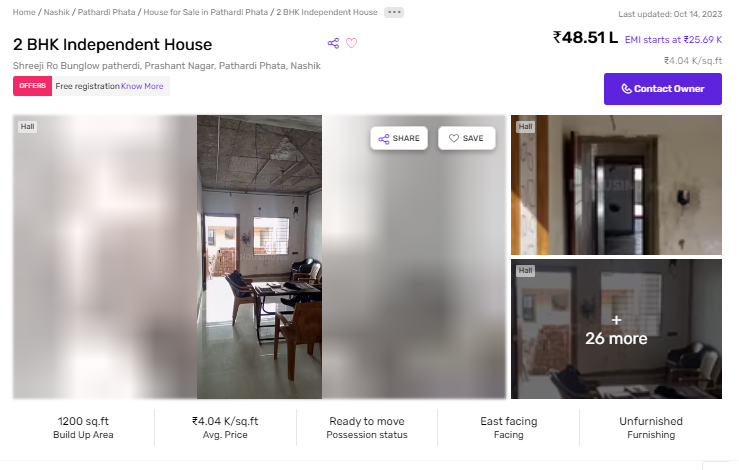 Home / Nashik / Pathardi Phata / House for Sale in Pathardi Phata / 2 BHK Independent House
Last updated: Oct 14, 2023
2 BHK Independent House
₹48.51 L EMI starts at ₹25.69 K
Shreeji Ro Bunglow patherdi, Prashant Nagar, Pathardi Phata, Nashik
₹4.04 K/sq.ft
OFFERS Free registration Know More
Contact Owner
Hall
SHARE
SAVE
Hall
Hall
+
26 more
1200 sq.ft
Build Up Area
₹4.04 K/sq.ft
Avg. Price
Ready to move
Possession status
East facing
Facing
Unfurnished
Furnishing